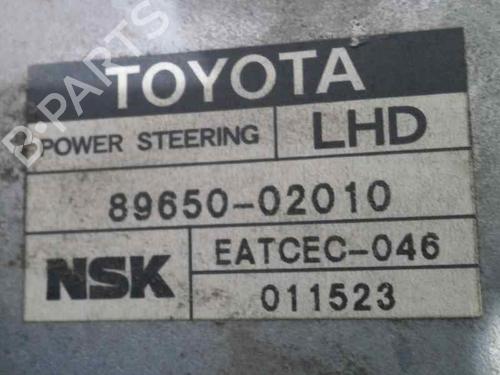 TOYOTA
POWER STEERING LHD
89650-02010
NSK EATCEC-046
011523
B-PARTS